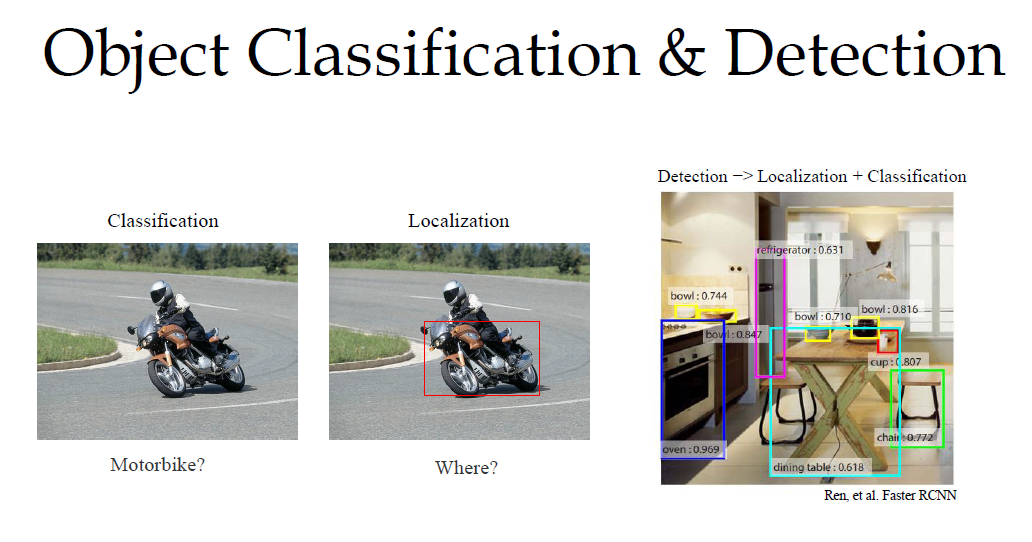 Object Classification & Detection
Detection −> Localization + Classification
Classification
Localization
refrigerator : 0.631
bowl : 0.744
bowl : 0.816
bowl : 0.710
bowl : 0.847
cup : 0.807
chair : 0.772
oven : 0.969
dining table : 0.618
Motorbike?
Where?
Ren, et al. Faster RCNN